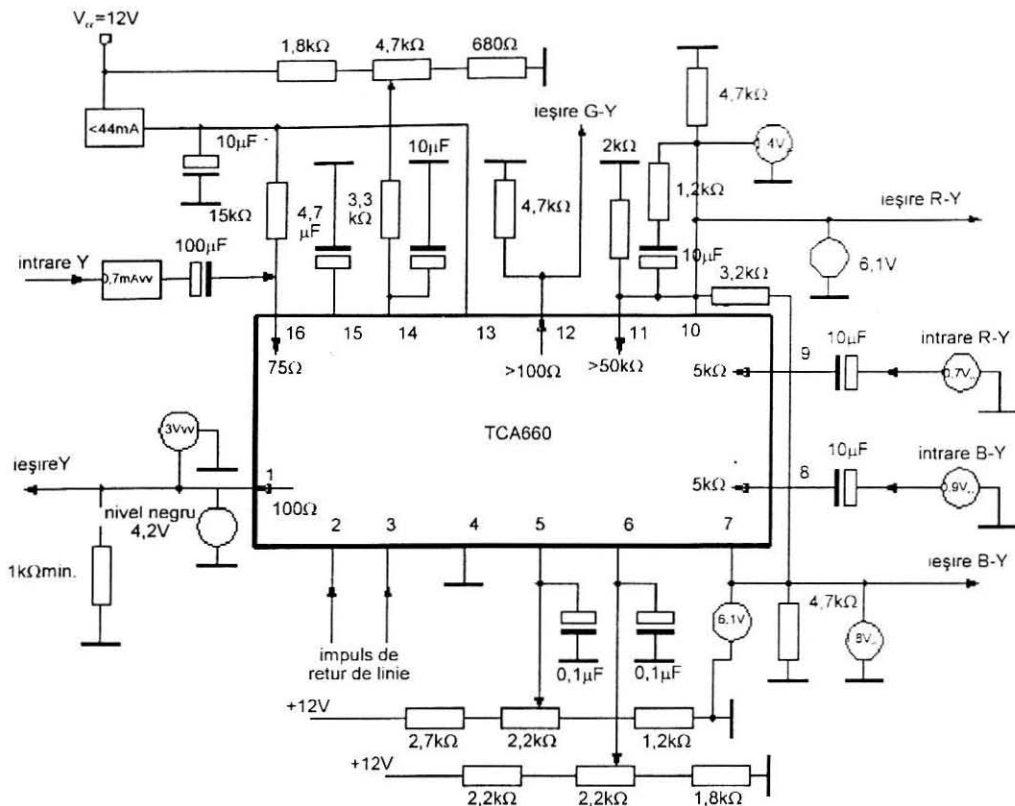 V꜀꜀=12V
1,8kΩ
4,7kΩ
680Ω
<44mA
10μF
15kΩ
4,7
μF
3,3
kΩ
10μF
ieşire G-Y
4,7kΩ
2kΩ
1,2kΩ
10μF
4,7kΩ
4V
ieşire R-Y
6,1V
3,2kΩ
intrare Y
0,7mAvv
100μF
16
15
14
13
12
11
10
75Ω
>100Ω
>50kΩ
9
5kΩ
10μF
intrare R-Y
0,7V
TCA660
8
5kΩ
10μF
intrare B-Y
0,9V
3Vvv
ieşireY
1
100Ω
nivel negru
4,2V
1kΩmin.
2
3
4
5
6
7
ieşire B-Y
6,1V
4,7kΩ
8V
impuls de
retur de linie
0,1μF
0,1μF
+12V
2,7kΩ
2,2kΩ
1,2kΩ
+12V
2,2kΩ
2,2kΩ
1,8kΩ